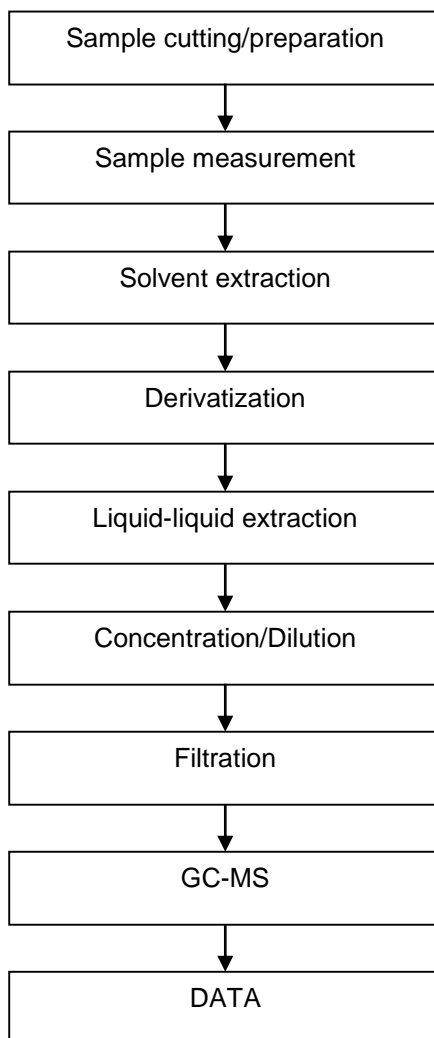 Sample cutting/preparation
Sample measurement
Solvent extraction
Derivatization
Liquid-liquid extraction
Concentration/Dilution
Filtration
GC-MS
DATA